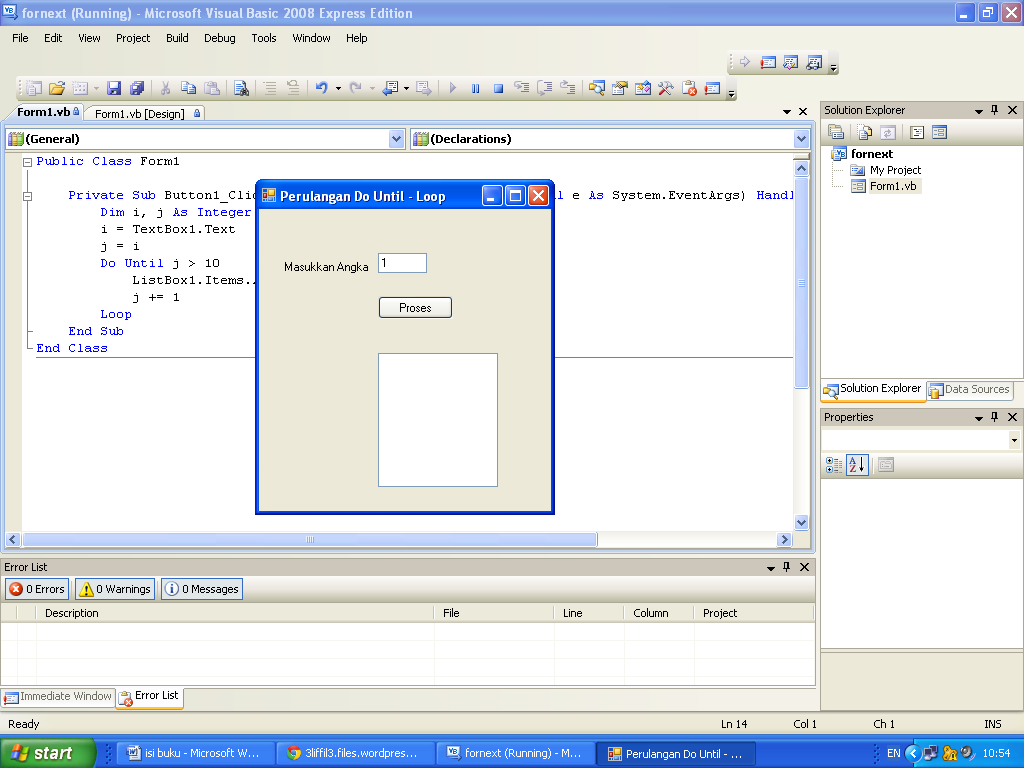 fornext (Running) - Microsoft Visual Basic 2008 Express Edition
File Edit View Project Build Debug Tools Window Help
Form1.vb Form1.vb [Design]
(General) (Declarations)
Public Class Form1
Private Sub Button1_Clic l e As System.EventArgs) Handl
Dim i, j As Integer
i = TextBox1.Text
j = i
Do Until j > 10
ListBox1.Items.
j += 1
Loop
End Sub
End Class
Perulangan Do Until - Loop
Masukkan Angka 1
Proses
Solution Explorer
fornext
My Project
Form1.vb
Solution Explorer Data Sources
Properties
Error List
0 Errors 0 Warnings 0 Messages
Description File Line Column Project
Immediate Window Error List
Ready Ln 14 Col 1 Ch 1 INS
start isi buku - Microsoft W... 3liffil3.files.wordpres... fornext (Running) - M... Perulangan Do Until - ... EN 10:54